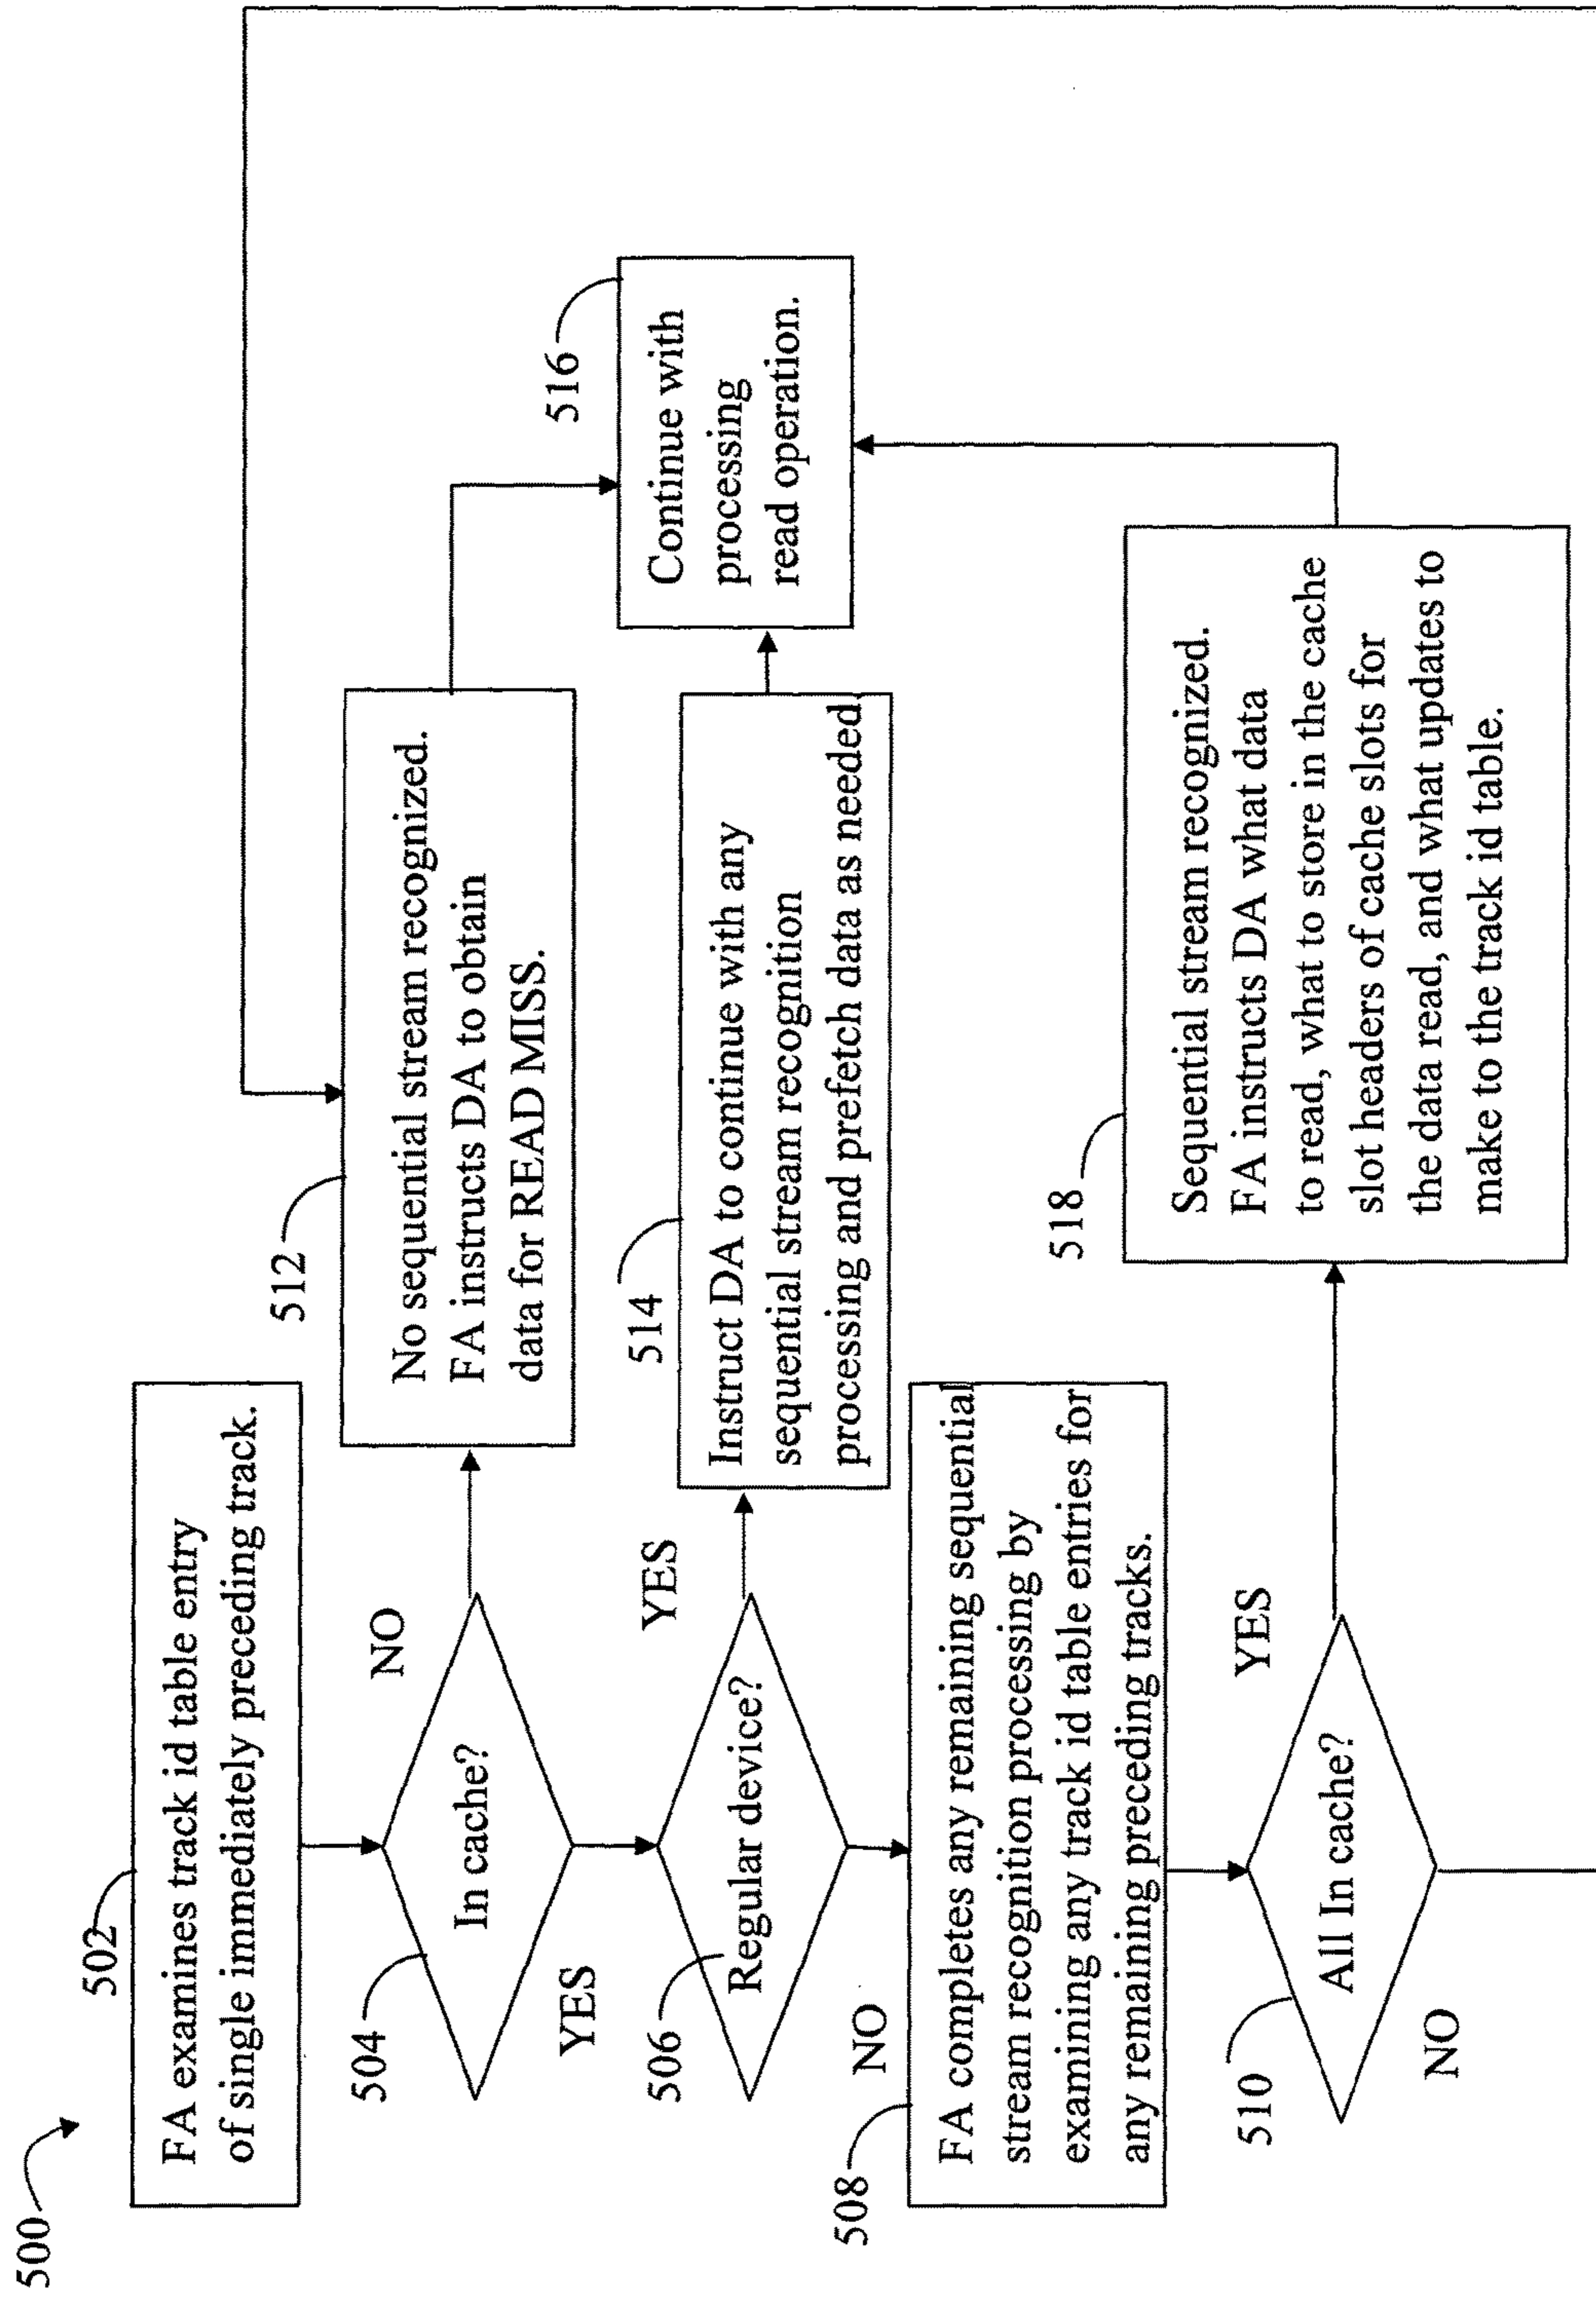 500
502
FA examines track id table entry
of single immediately preceding track.
504
In cache?
NO
YES
512
No sequential stream recognized.
FA instructs DA to obtain
data for READ MISS.
506
Regular device?
YES
NO
514
Instruct DA to continue with any
sequential stream recognition
processing and prefetch data as needed
516
Continue with
processing
read operation.
508
FA completes any remaining sequential
stream recognition processing by
examining any track id table entries for
any remaining preceding tracks.
510
All In cache?
YES
NO
518
Sequential stream recognized.
FA instructs DA what data
to read, what to store in the cache
slot headers of cache slots for
the data read, and what updates to
make to the track id table.